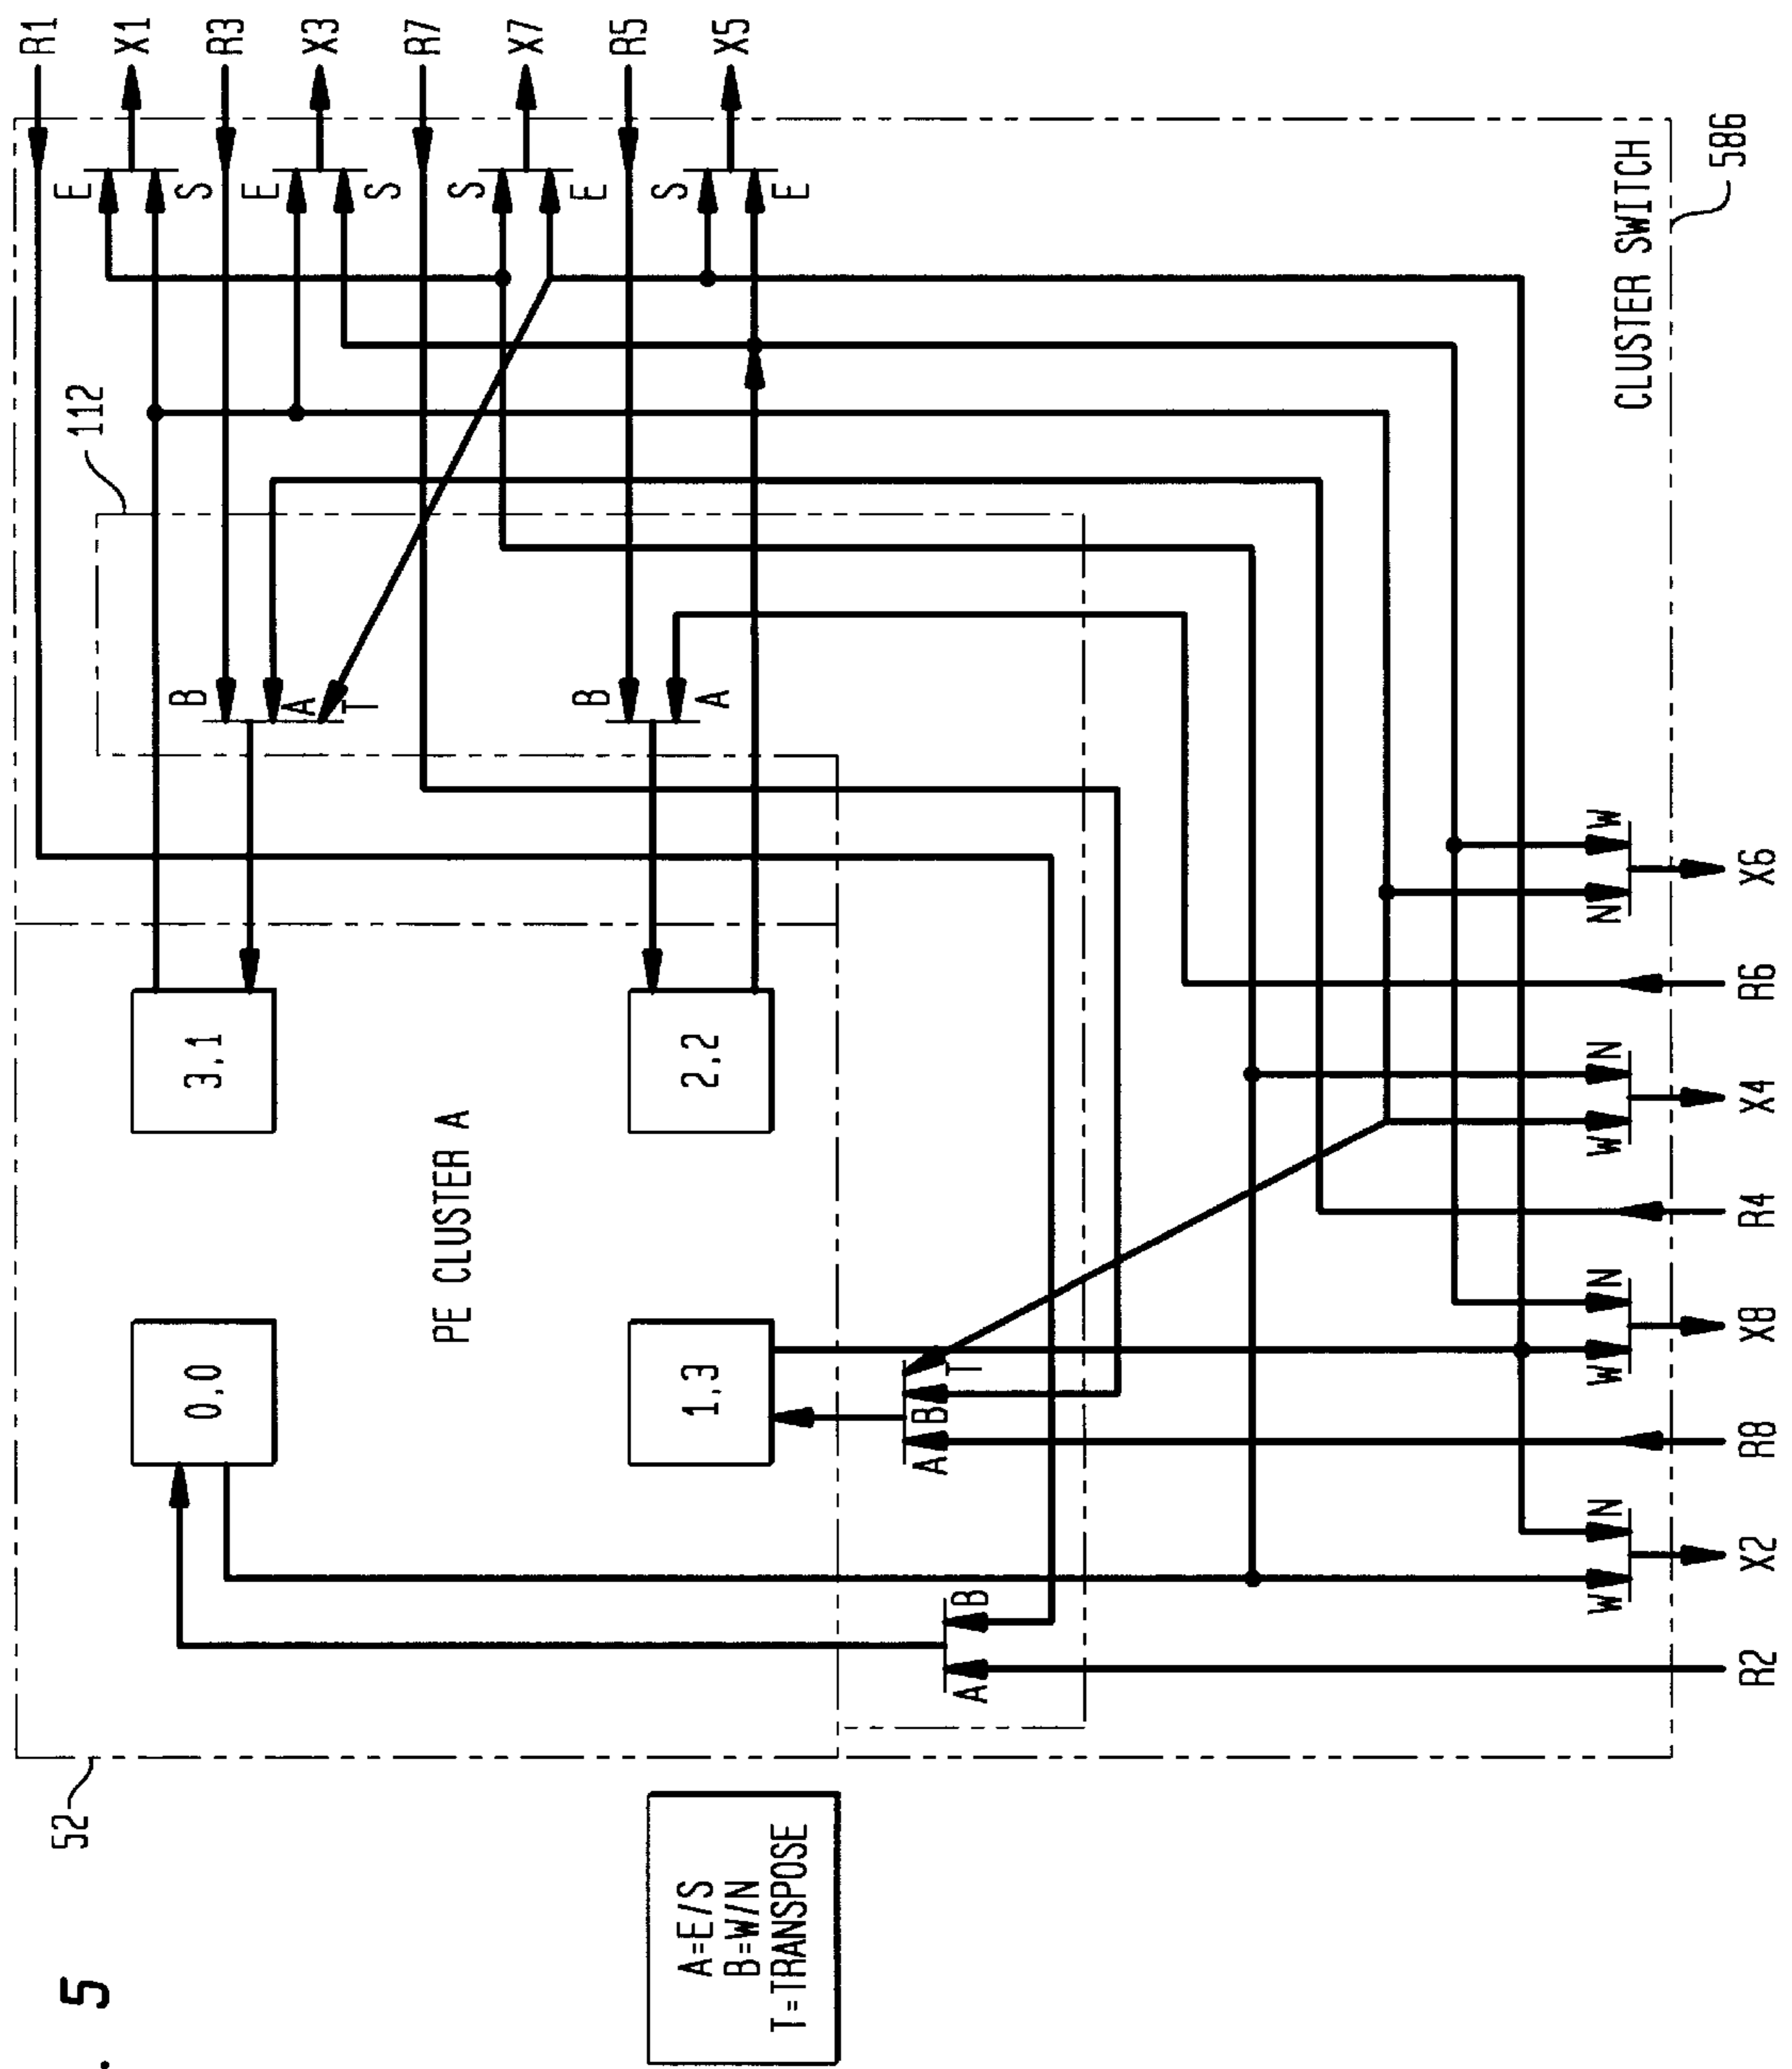 . 5
52
112
R1
E
X1
S
R3
B
0,0
3,1
E
X3
A
T
S
R7
PE CLUSTER A
S
X7
E
B
R5
A=E/S
B=W/N
T=TRANSPOSE
1,3
2,2
A
S
X5
E
A B T
A B
W N W N W N N W
CLUSTER SWITCH
586
R2 X2 R8 X8 R4 X4 R6 X6